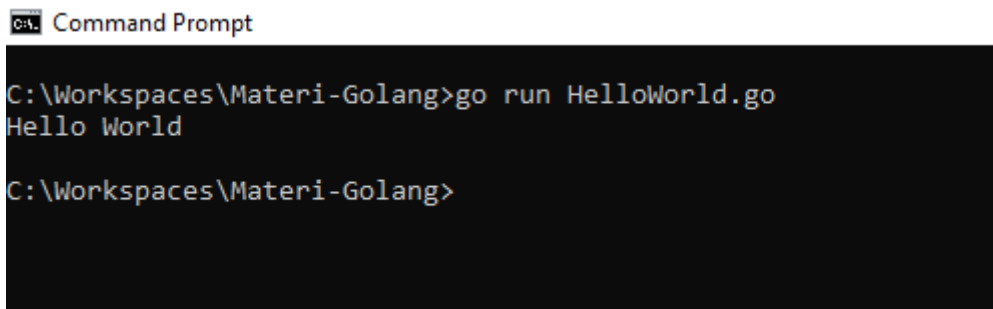 Command Prompt
C:\Workspaces\Materi-Golang>go run HelloWorld.go
Hello World
C:\Workspaces\Materi-Golang>